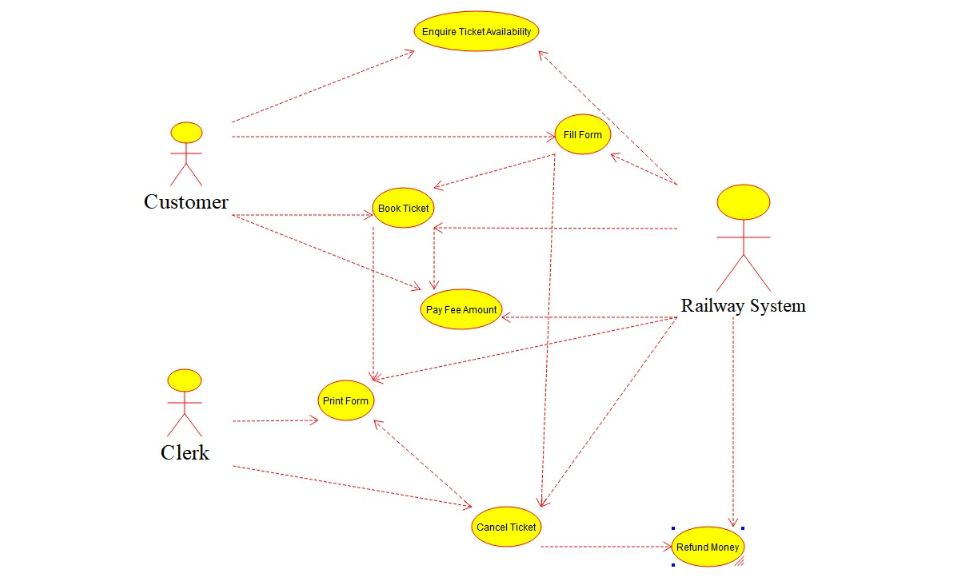 Enquire Ticket Availability
Fill Form
Customer
Book Ticket
Railway System
Pay Fee Amount
Print Form
Clerk
Cancel Ticket
Refund Money